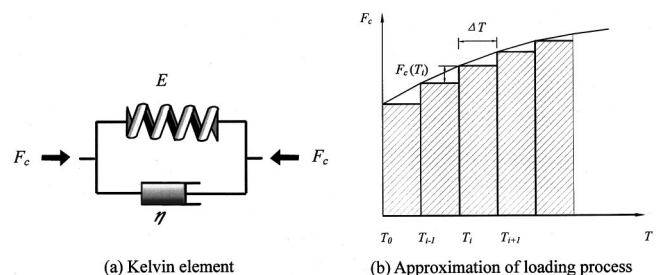 E
F_c
F_c
η
(a) Kelvin element
F_c
ΔT
F_c(T_i)
T_0
T_{i-1}
T_i
T_{i+1}
T
(b) Approximation of loading process